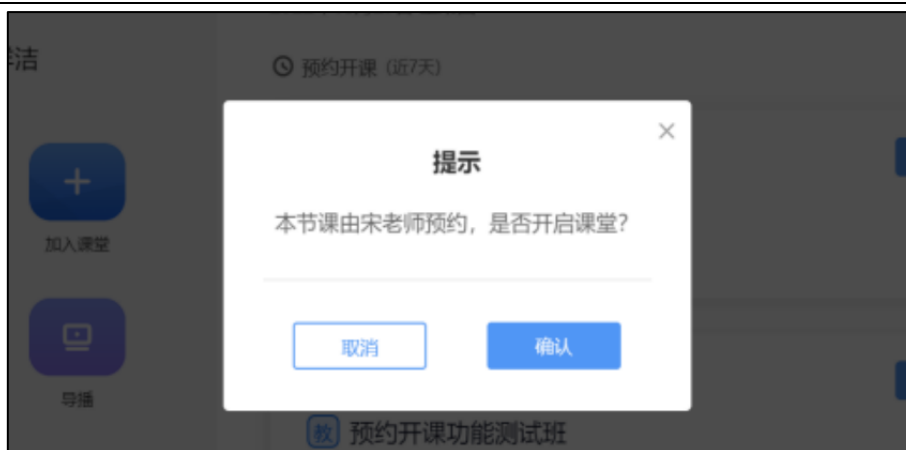 洁
预约开课 (近7天)
提示
本节课由宋老师预约，是否开启课堂？
加入课堂
取消
确认
导播
教 预约开课功能测试班